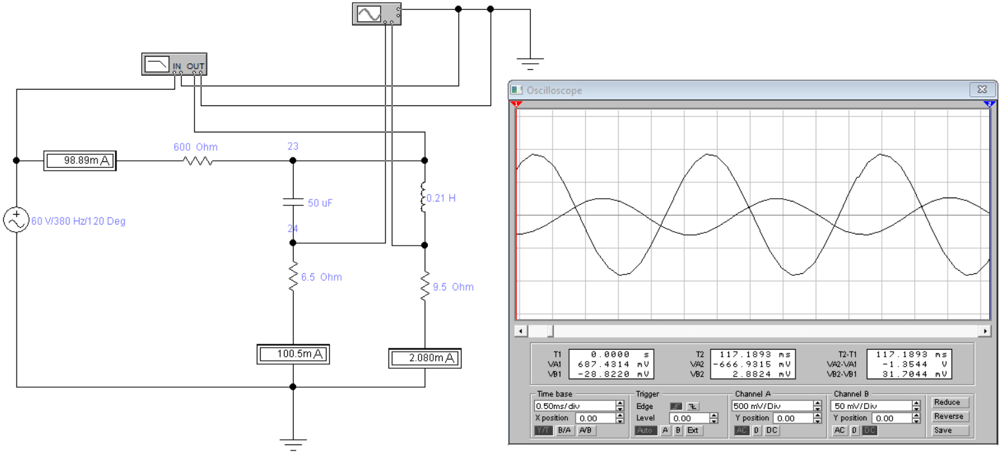 IN OUT
Oscilloscope
1 2
600 Ohm
23
98.89m A
50 uF
0.21 H
60 V/380 Hz/120 Deg
24
6.5 Ohm
9.5 Ohm
100.5m A
2.080m A
T1 0.0000 s T2 117.1893 ms T2-T1 117.1893 ms
VA1 687.4314 mV VA2 -666.9315 mV VA2-VA1 -1.3544 V
VB1 -28.8220 mV VB2 2.8824 mV VB2-VB1 31.7044 mV
Time base Trigger Channel A Channel B
0.50ms/div Edge 500 mV/Div 50 mV/Div Reduce
X position 0.00 Level 0.00 Y position 0.00 Y position 0.00 Reverse
Y/T B/A A/B Auto A B Ext AC 0 DC AC 0 DC Save